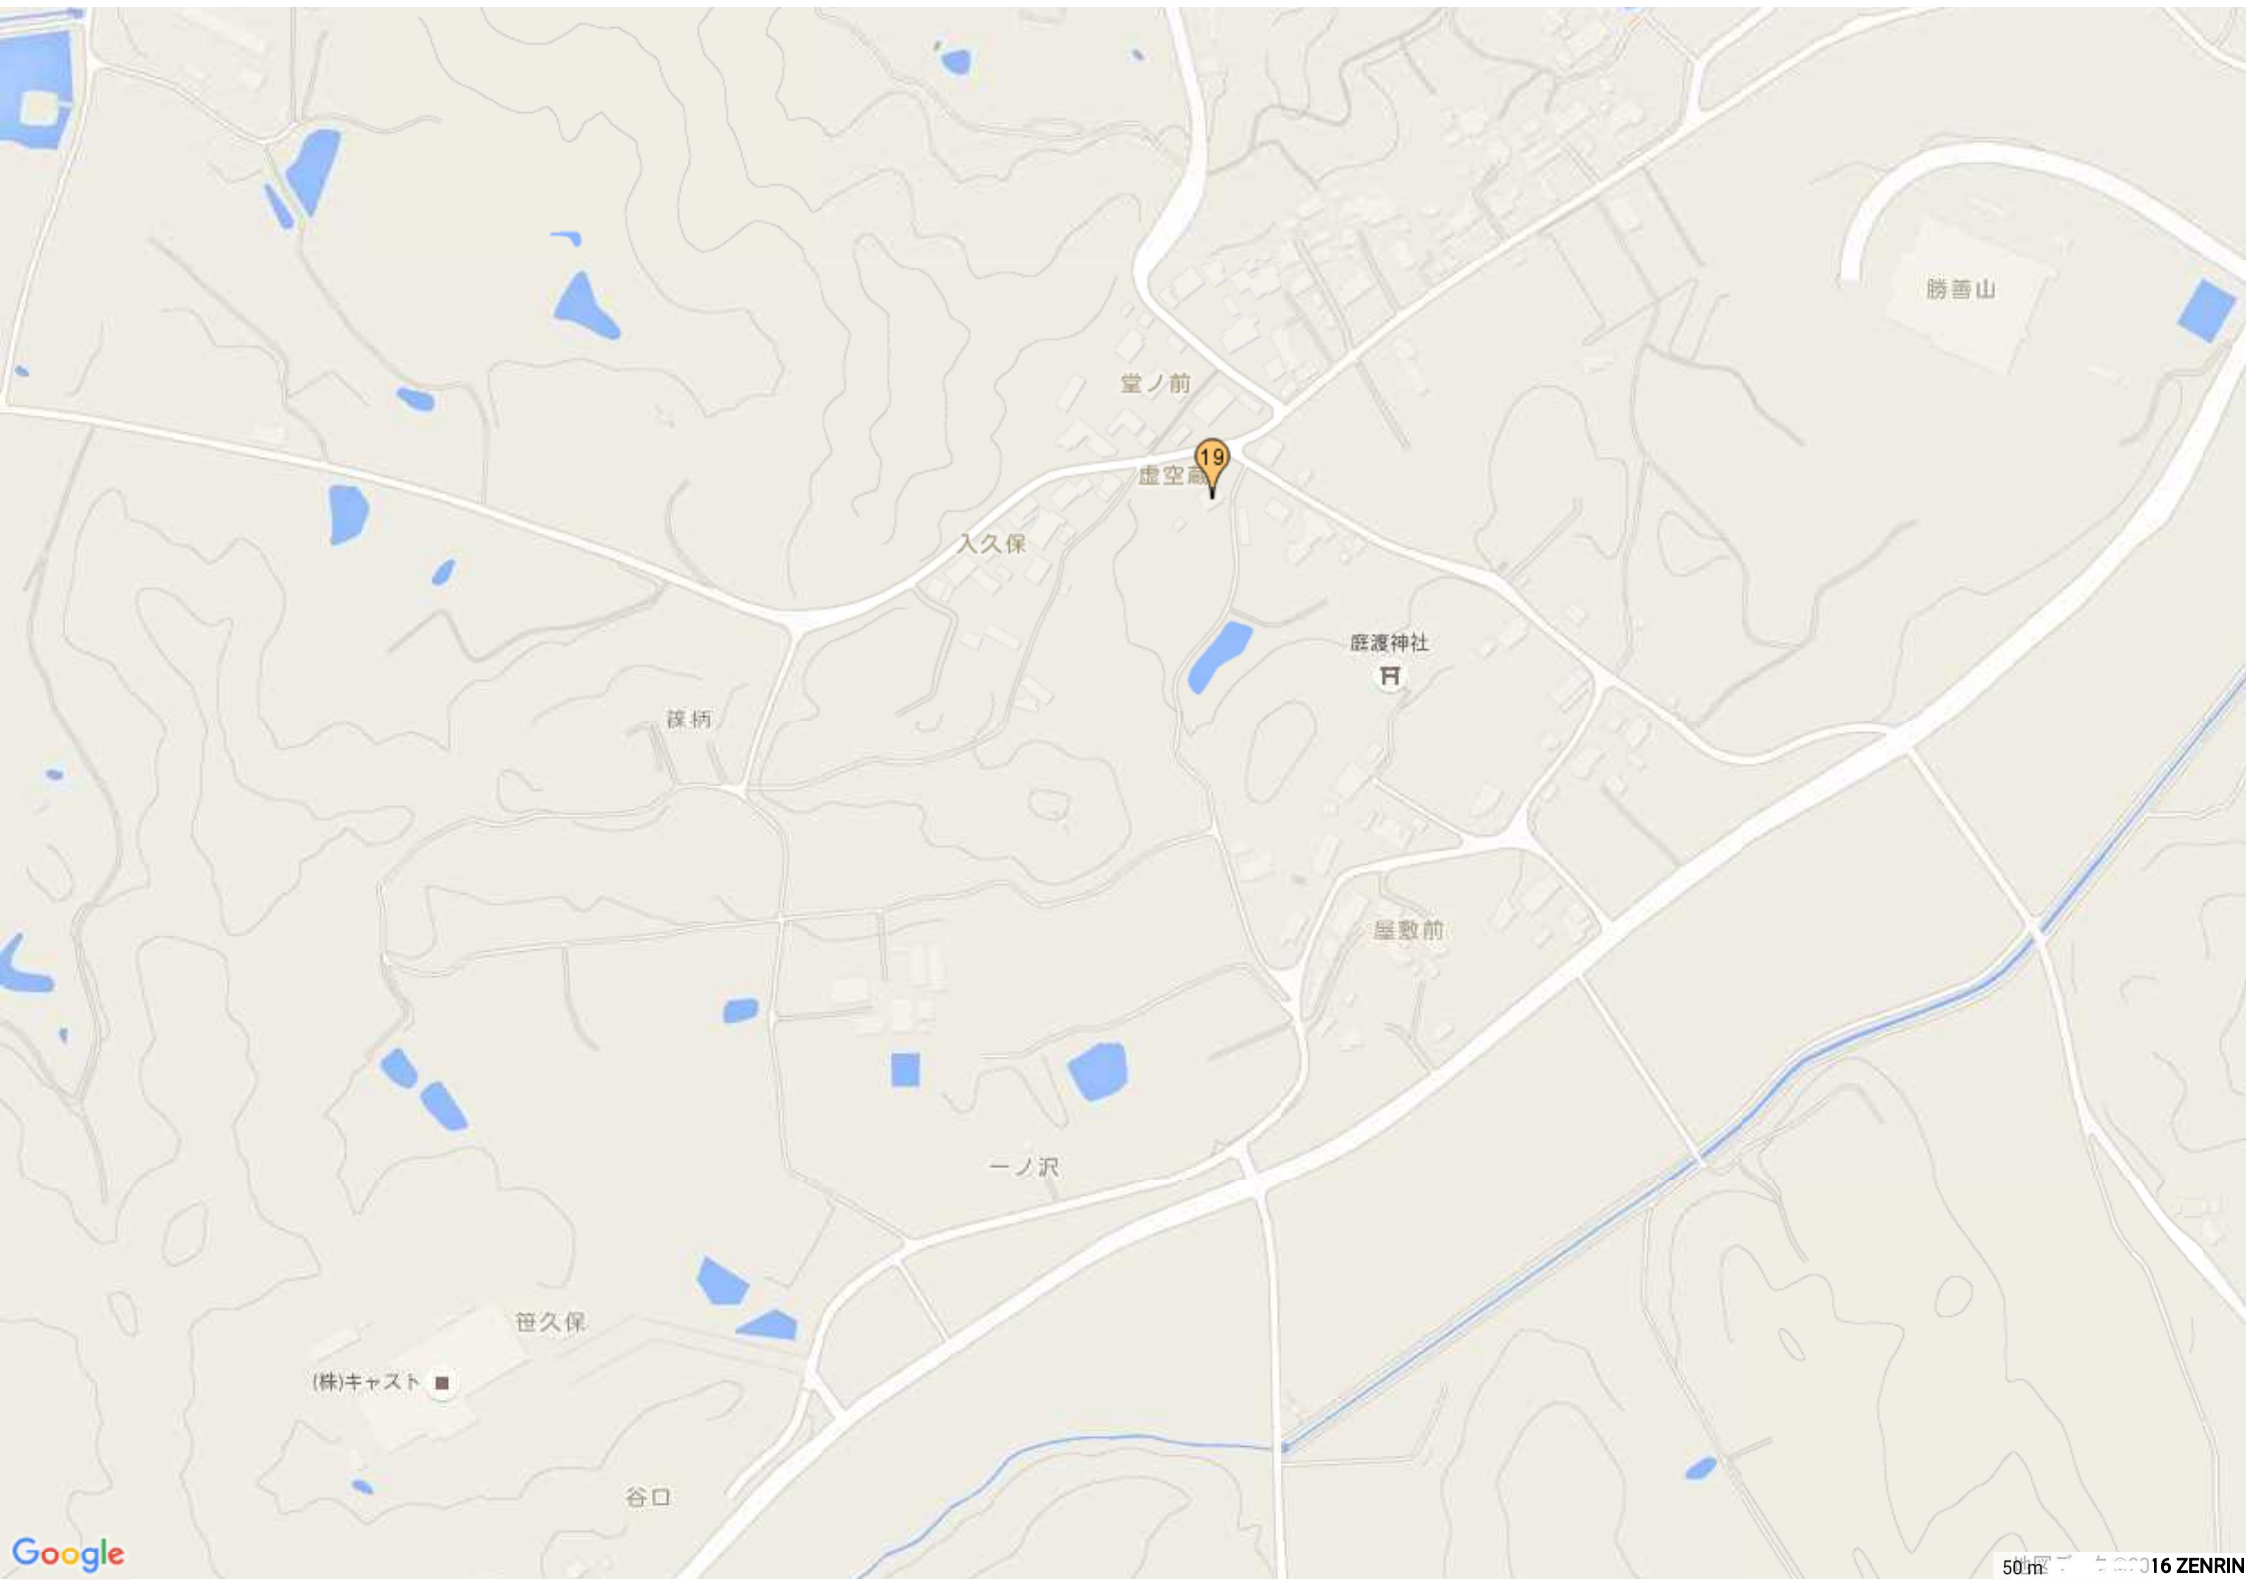 勝善山
堂ノ前
19
虚空蔵
入久保
庭渡神社
篠柄
屋敷前
一ノ沢
笹久保
(株)キャスト
谷口
Google
50 m
16 ZENRIN